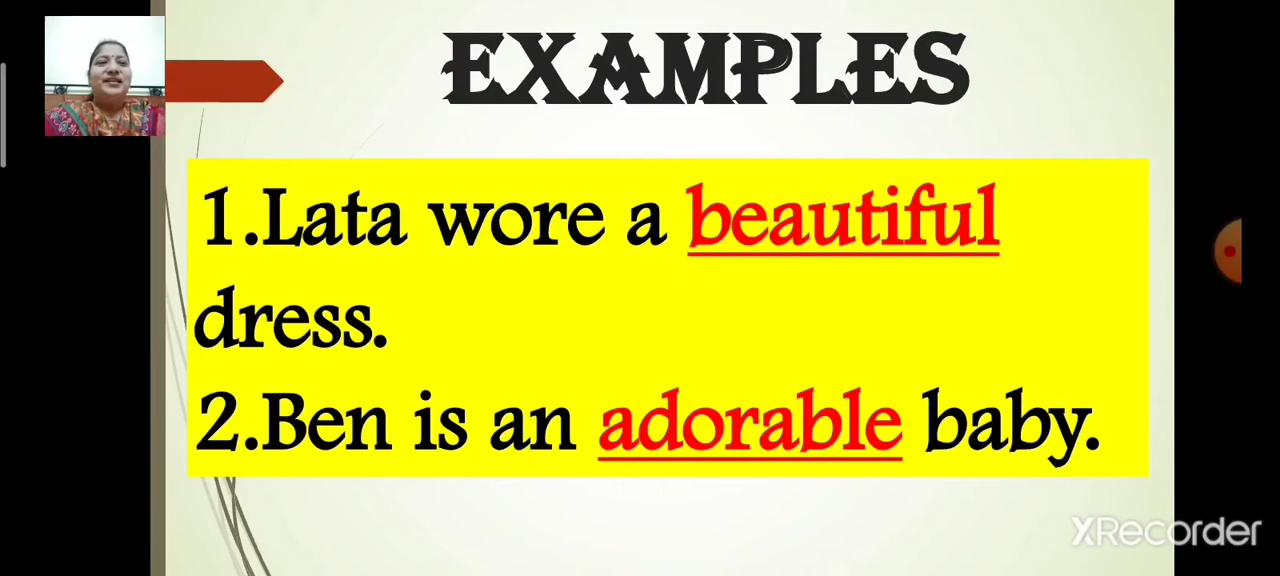 EXAMPLES
1.Lata wore a beautiful
dress.
2.Ben is an adorable baby.
XRecorder